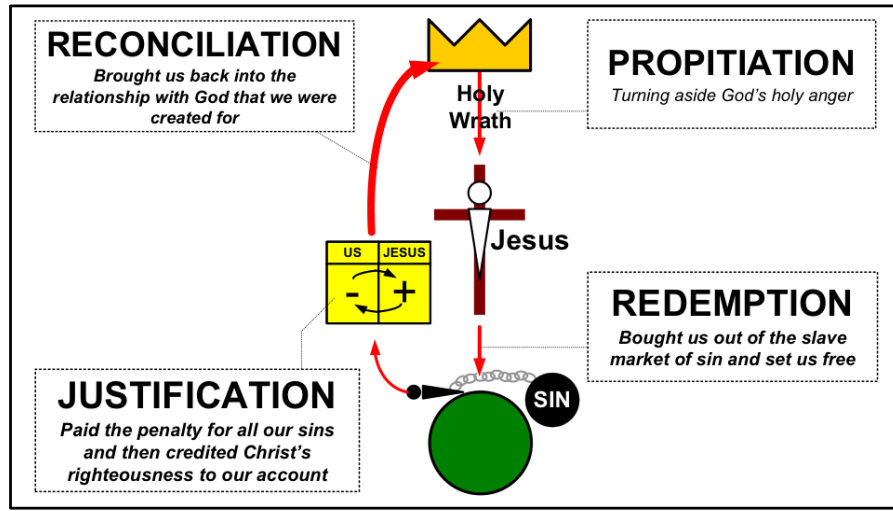 RECONCILIATION
Brought us back into the
relationship with God that we were
created for
PROPITIATION
Turning aside God's holy anger
Holy
Wrath
Jesus
US JESUS
- +
REDEMPTION
Bought us out of the slave
market of sin and set us free
JUSTIFICATION
Paid the penalty for all our sins
and then credited Christ's
righteousness to our account
SIN